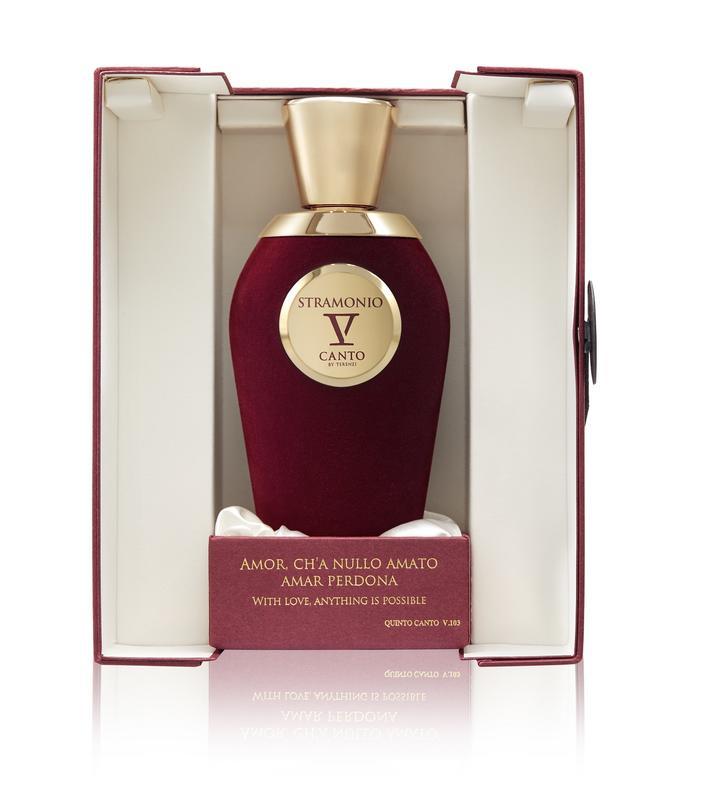 STRAMONIO
V
CANTO
BY TERENZI
AMOR, CH'A NULLO AMATO
AMAR PERDONA
WITH LOVE, ANYTHING IS POSSIBLE
QUINTO CANTO V.103